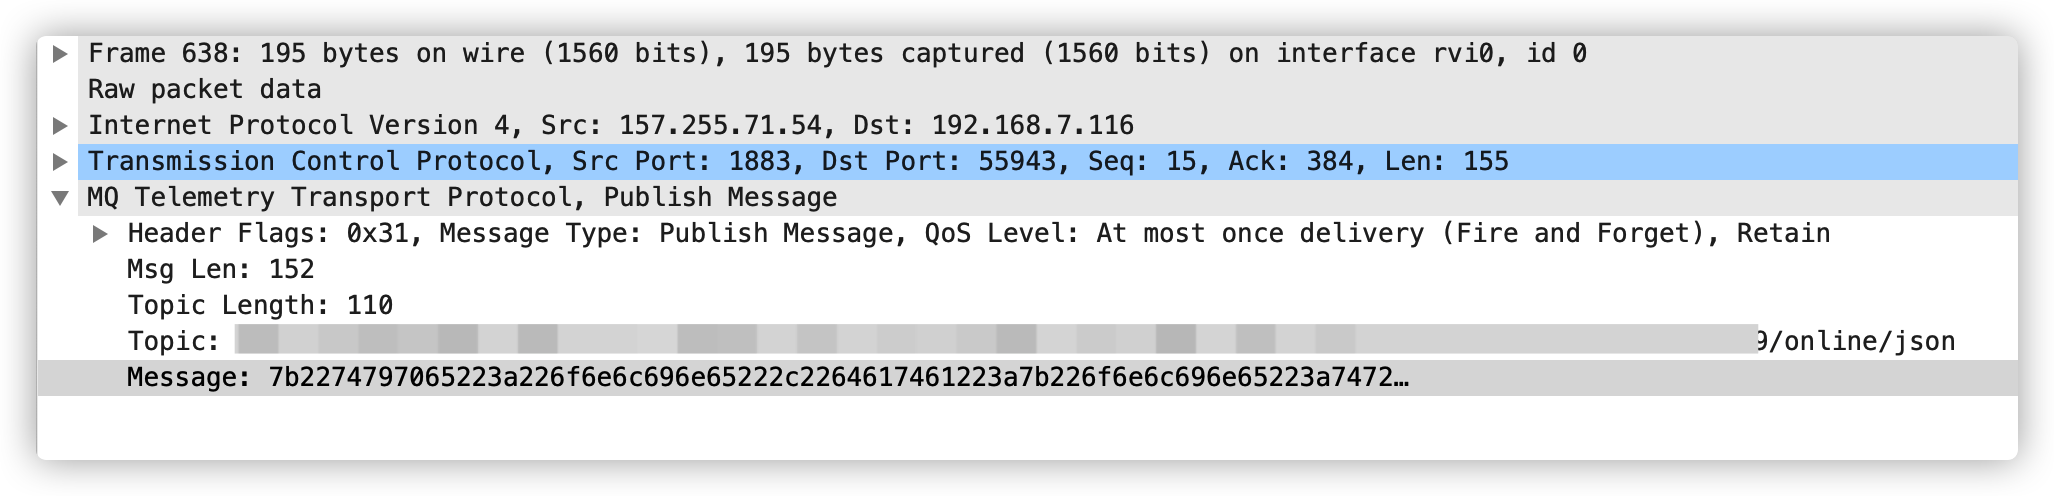 Frame 638: 195 bytes on wire (1560 bits), 195 bytes captured (1560 bits) on interface rvi0, id 0
Raw packet data
Internet Protocol Version 4, Src: 157.255.71.54, Dst: 192.168.7.116
Transmission Control Protocol, Src Port: 1883, Dst Port: 55943, Seq: 15, Ack: 384, Len: 155
MQ Telemetry Transport Protocol, Publish Message
Header Flags: 0x31, Message Type: Publish Message, QoS Level: At most once delivery (Fire and Forget), Retain
Msg Len: 152
Topic Length: 110
Topic: 9/online/json
Message: 7b2274797065223a226f6e6c696e65222c2264617461223a7b226f6e6c696e65223a7472…